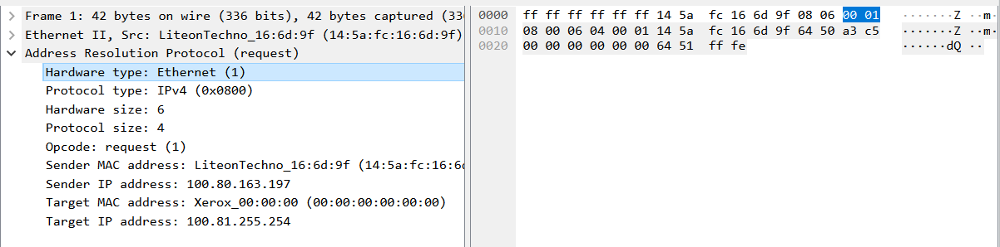 Frame 1: 42 bytes on wire (336 bits), 42 bytes captured (33
Ethernet II, Src: LiteonTechno_16:6d:9f (14:5a:fc:16:6d:9f)
Address Resolution Protocol (request)
Hardware type: Ethernet (1)
Protocol type: IPv4 (0x0800)
Hardware size: 6
Protocol size: 4
Opcode: request (1)
Sender MAC address: LiteonTechno_16:6d:9f (14:5a:fc:16:6d
Sender IP address: 100.80.163.197
Target MAC address: Xerox_00:00:00 (00:00:00:00:00:00)
Target IP address: 100.81.255.254
0000 ff ff ff ff ff ff 14 5a fc 16 6d 9f 08 06 00 01 ·······Z ··m·
0010 08 00 06 04 00 01 14 5a fc 16 6d 9f 64 50 a3 c5 ·······Z ··m·
0020 00 00 00 00 00 00 64 51 ff fe ······dQ ··